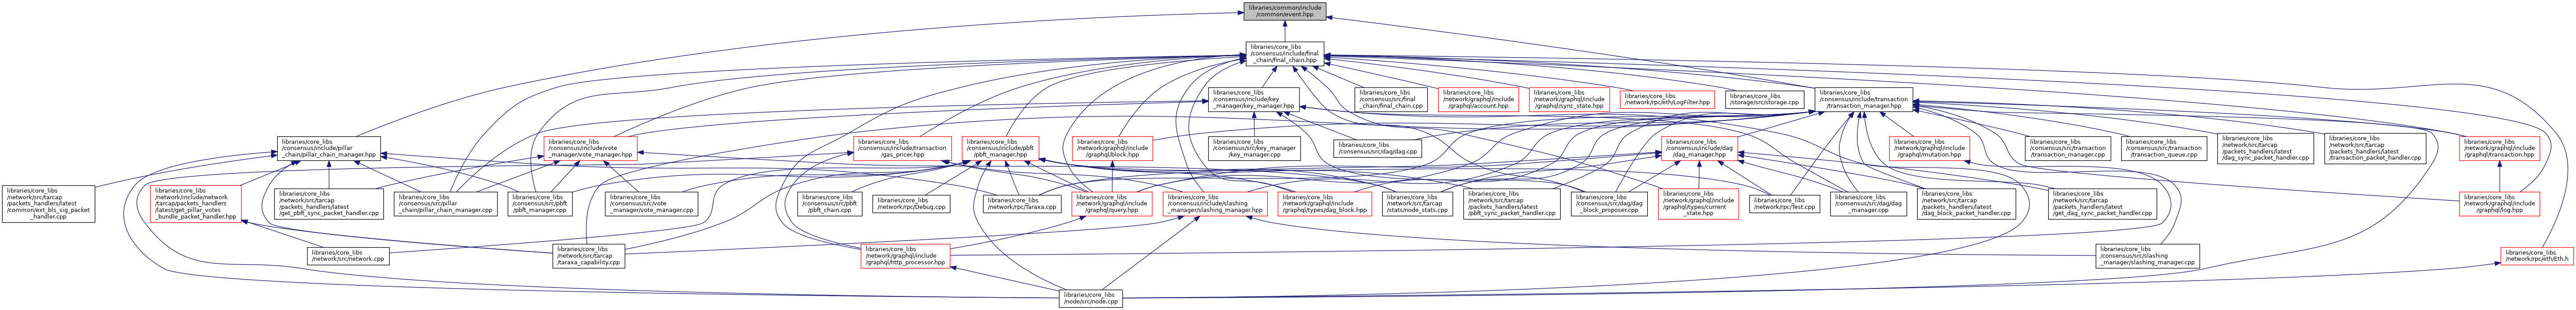 libraries/common/include
/common/event.hpp
libraries/core_libs
/consensus/include/final
_chain/final_chain.hpp
libraries/core_libs
/consensus/include/key
_manager/key_manager.hpp
libraries/core_libs
/consensus/src/final
_chain/final_chain.cpp
libraries/core_libs
/network/graphql/include
/graphql/account.hpp
libraries/core_libs
/network/graphql/include
/graphql/sync_state.hpp
libraries/core_libs
/network/rpc/eth/LogFilter.hpp
libraries/core_libs
/storage/src/storage.cpp
libraries/core_libs
/consensus/include/transaction
/transaction_manager.hpp
libraries/core_libs
/consensus/include/pillar
_chain/pillar_chain_manager.hpp
libraries/core_libs
/consensus/include/vote
_manager/vote_manager.hpp
libraries/core_libs
/consensus/include/transaction
/gas_pricer.hpp
libraries/core_libs
/consensus/include/pbft
/pbft_manager.hpp
libraries/core_libs
/network/graphql/include
/graphql/block.hpp
libraries/core_libs
/consensus/src/key_manager
/key_manager.cpp
libraries/core_libs
/consensus/src/dag/dag.cpp
libraries/core_libs
/consensus/include/dag
/dag_manager.hpp
libraries/core_libs
/network/graphql/include
/graphql/mutation.hpp
libraries/core_libs
/consensus/src/transaction
/transaction_manager.cpp
libraries/core_libs
/consensus/src/transaction
/transaction_queue.cpp
libraries/core_libs
/network/src/tarcap
/packets_handlers/latest
/dag_sync_packet_handler.cpp
libraries/core_libs
/network/src/tarcap
/packets_handlers/latest
/transaction_packet_handler.cpp
libraries/core_libs
/network/graphql/include
/graphql/transaction.hpp
libraries/core_libs
/network/src/tarcap
/packets_handlers/latest
/common/ext_bls_sig_packet
_handler.cpp
libraries/core_libs
/network/include/network
/tarcap/packets_handlers
/latest/get_pillar_votes
_bundle_packet_handler.hpp
libraries/core_libs
/network/src/tarcap
/packets_handlers/latest
/get_pbft_sync_packet_handler.cpp
libraries/core_libs
/consensus/src/pillar
_chain/pillar_chain_manager.cpp
libraries/core_libs
/consensus/src/pbft
/pbft_manager.cpp
libraries/core_libs
/consensus/src/vote
_manager/vote_manager.cpp
libraries/core_libs
/consensus/src/pbft
/pbft_chain.cpp
libraries/core_libs
/network/rpc/Debug.cpp
libraries/core_libs
/network/rpc/Taraxa.cpp
libraries/core_libs
/network/graphql/include
/graphql/query.hpp
libraries/core_libs
/consensus/include/slashing
_manager/slashing_manager.hpp
libraries/core_libs
/network/graphql/include
/graphql/types/dag_block.hpp
libraries/core_libs
/network/src/tarcap
/stats/node_stats.cpp
libraries/core_libs
/network/src/tarcap
/packets_handlers/latest
/pbft_sync_packet_handler.cpp
libraries/core_libs
/consensus/src/dag/dag
_block_proposer.cpp
libraries/core_libs
/network/graphql/include
/graphql/types/current
_state.hpp
libraries/core_libs
/network/rpc/Test.cpp
libraries/core_libs
/consensus/src/dag/dag
_manager.cpp
libraries/core_libs
/network/src/tarcap
/packets_handlers/latest
/dag_block_packet_handler.cpp
libraries/core_libs
/network/src/tarcap
/packets_handlers/latest
/get_dag_sync_packet_handler.cpp
libraries/core_libs
/network/graphql/include
/graphql/log.hpp
libraries/core_libs
/network/src/network.cpp
libraries/core_libs
/network/src/tarcap
/taraxa_capability.cpp
libraries/core_libs
/network/graphql/include
/graphql/http_processor.hpp
libraries/core_libs
/consensus/src/slashing
_manager/slashing_manager.cpp
libraries/core_libs
/network/rpc/eth/Eth.h
libraries/core_libs
/node/src/node.cpp